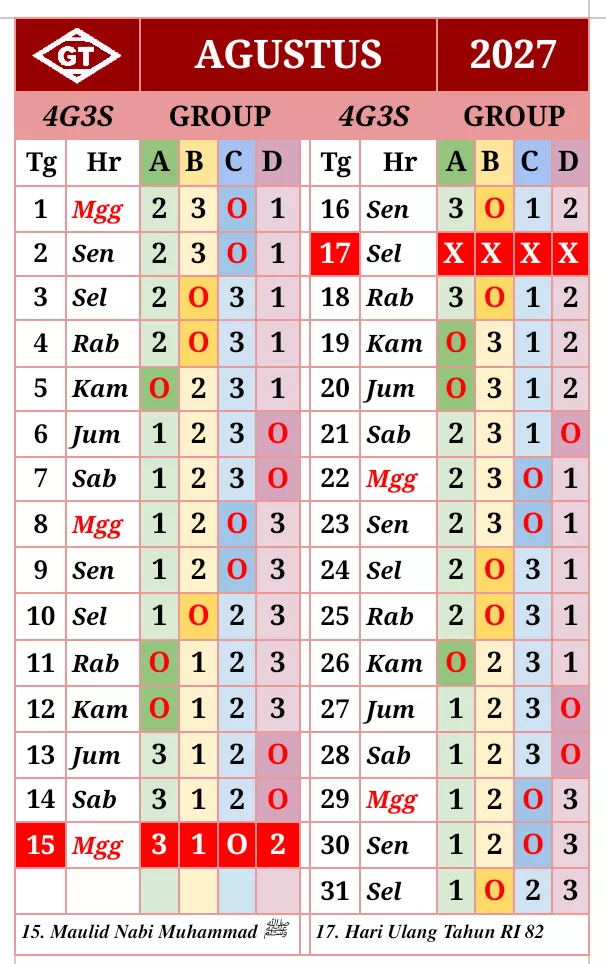 GT AGUSTUS 2027
4G3S GROUP 4G3S GROUP
Tg Hr A B C D Tg Hr A B C D
1 Mgg 2 3 O 1 16 Sen 3 O 1 2
2 Sen 2 3 O 1 17 Sel X X X X
3 Sel 2 O 3 1 18 Rab 3 O 1 2
4 Rab 2 O 3 1 19 Kam O 3 1 2
5 Kam O 2 3 1 20 Jum O 3 1 2
6 Jum 1 2 3 O 21 Sab 2 3 1 O
7 Sab 1 2 3 O 22 Mgg 2 3 O 1
8 Mgg 1 2 O 3 23 Sen 2 3 O 1
9 Sen 1 2 O 3 24 Sel 2 O 3 1
10 Sel 1 O 2 3 25 Rab 2 O 3 1
11 Rab O 1 2 3 26 Kam O 2 3 1
12 Kam O 1 2 3 27 Jum 1 2 3 O
13 Jum 3 1 2 O 28 Sab 1 2 3 O
14 Sab 3 1 2 O 29 Mgg 1 2 O 3
15 Mgg 3 1 O 2 30 Sen 1 2 O 3
31 Sel 1 O 2 3
15. Maulid Nabi Muhammad ﷺ 17. Hari Ulang Tahun RI 82